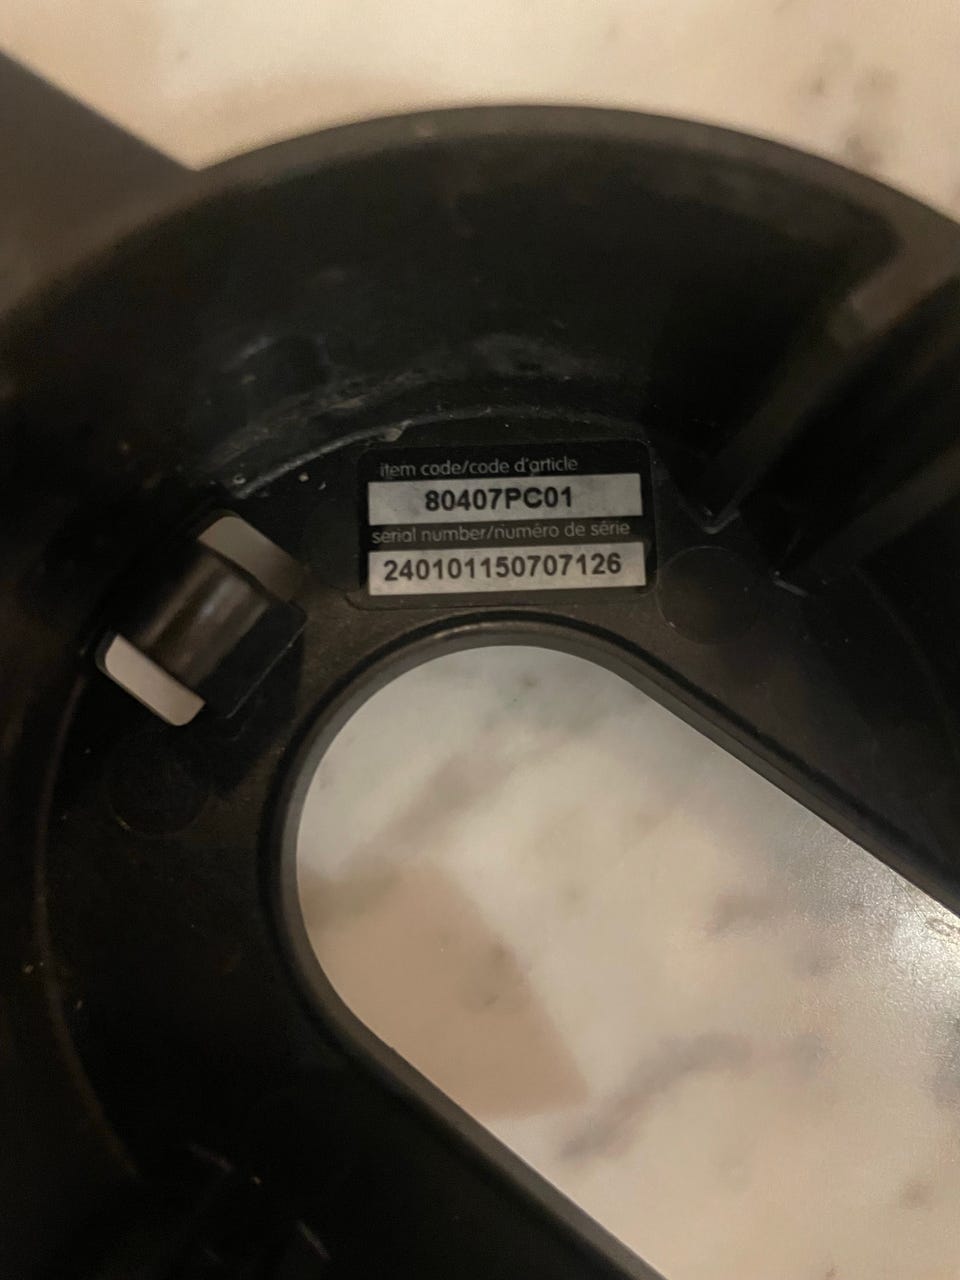 item code/code d'article
80407PC01
serial number/numéro de série
240101150707126